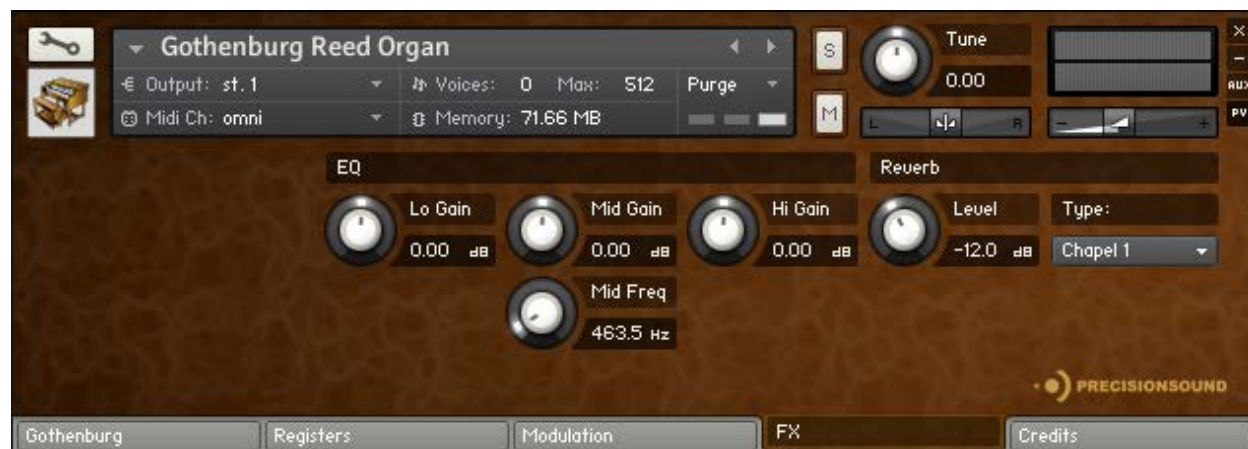 Gothenburg Reed Organ
S
Tune
0.00
×
−
AUX
PV
Output: st. 1
Voices: 0 Max: 512
Purge
Midi Ch: omni
Memory: 71.66 MB
M
L
R
−
+
EQ
Reverb
Lo Gain
0.00 dB
Mid Gain
0.00 dB
Hi Gain
0.00 dB
Level
-12.0 dB
Type:
Chapel 1
Mid Freq
463.5 Hz
PRECISIONSOUND
Gothenburg
Registers
Modulation
FX
Credits